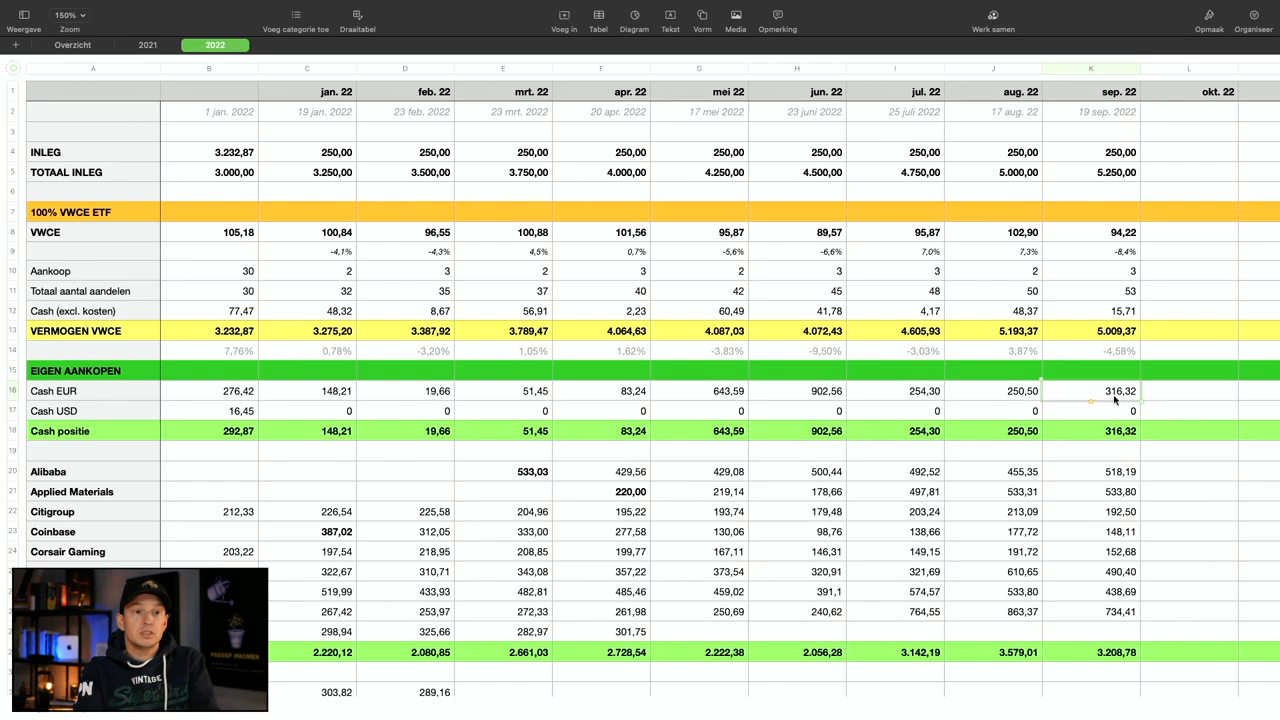 150%
Weergave Zoom Voeg categorie toe Draaitabel Voeg in Tabel Diagram Tekst Vorm Media Opmerking Werk samen Opmaak Organiseer
+ Overzicht 2021 2022
A B C D E F G H I J K L
1 jan. 22 feb. 22 mrt. 22 apr. 22 mei 22 jun. 22 jul. 22 aug. 22 sep. 22 okt. 22
2 1 jan. 2022 19 jan. 2022 23 feb. 2022 23 mrt. 2022 20 apr. 2022 17 mei 2022 23 juni 2022 25 juli 2022 17 aug. 22 19 sep. 2022
3
4 INLEG 3.232,87 250,00 250,00 250,00 250,00 250,00 250,00 250,00 250,00 250,00
5 TOTAAL INLEG 3.000,00 3.250,00 3.500,00 3.750,00 4.000,00 4.250,00 4.500,00 4.750,00 5.000,00 5.250,00
6
7 100% VWCE ETF
8 VWCE 105,18 100,84 96,55 100,88 101,56 95,87 89,57 95,87 102,90 94,22
9 -4,1% -4,3% 4,5% 0,7% -5,6% -6,6% 7,0% 7,3% -8,4%
10 Aankoop 30 2 3 2 3 2 3 3 2 3
11 Totaal aantal aandelen 30 32 35 37 40 42 45 48 50 53
12 Cash (excl. kosten) 77,47 48,32 8,67 56,91 2,23 60,49 41,78 4,17 48,37 15,71
13 VERMOGEN VWCE 3.232,87 3.275,20 3.387,92 3.789,47 4.064,63 4.087,03 4.072,43 4.605,93 5.193,37 5.009,37
14 7,76% 0,78% -3,20% 1,05% 1,62% -3,83% -9,50% -3,03% 3,87% -4,58%
15 EIGEN AANKOPEN
16 Cash EUR 276,42 148,21 19,66 51,45 83,24 643,59 902,56 254,30 250,50 316,32
17 Cash USD 16,45 0 0 0 0 0 0 0 0 0
18 Cash positie 292,87 148,21 19,66 51,45 83,24 643,59 902,56 254,30 250,50 316,32
19
20 Alibaba 533,03 429,56 429,08 500,44 492,52 455,35 518,19
21 Applied Materials 220,00 219,14 178,66 497,81 533,31 533,80
22 Citigroup 212,33 226,54 225,58 204,96 195,22 193,74 179,48 203,24 213,09 192,50
23 Coinbase 387,02 312,05 333,00 277,58 130,06 98,76 138,66 177,72 148,11
24 Corsair Gaming 203,22 197,54 218,95 208,85 199,77 167,11 146,31 149,15 191,72 152,68
322,67 310,71 343,08 357,22 373,54 320,91 321,69 610,65 490,40
519,99 433,93 482,81 485,46 459,02 391,1 574,57 533,80 438,69
267,42 253,97 272,33 261,98 250,69 240,62 764,55 863,37 734,41
298,94 325,66 282,97 301,75
2.220,12 2.080,85 2.661,03 2.728,54 2.222,38 2.056,28 3.142,19 3.579,01 3.208,78
303,82 289,16
VINTAGE